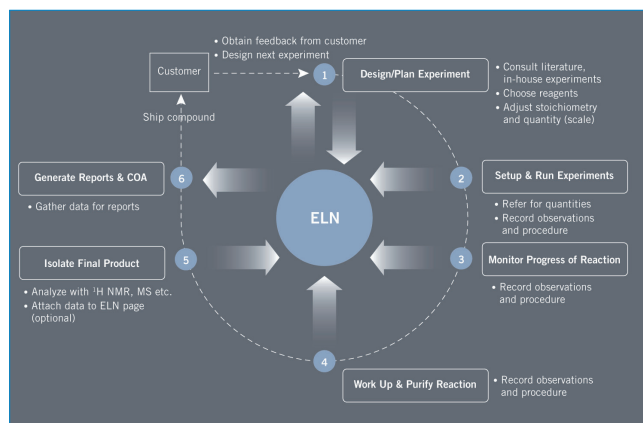 Customer
• Obtain feedback from customer
• Design next experiment
Ship compound
1
Design/Plan Experiment
• Consult literature,
in-house experiments
• Choose reagents
• Adjust stoichiometry
and quantity (scale)
Generate Reports & COA
6
• Gather data for reports
2
Setup & Run Experiments
• Refer for quantities
• Record observations
and procedure
ELN
Isolate Final Product
5
• Analyze with ¹H NMR, MS etc.
• Attach data to ELN page
(optional)
3
Monitor Progress of Reaction
• Record observations
and procedure
4
Work Up & Purify Reaction
• Record observations
and procedure